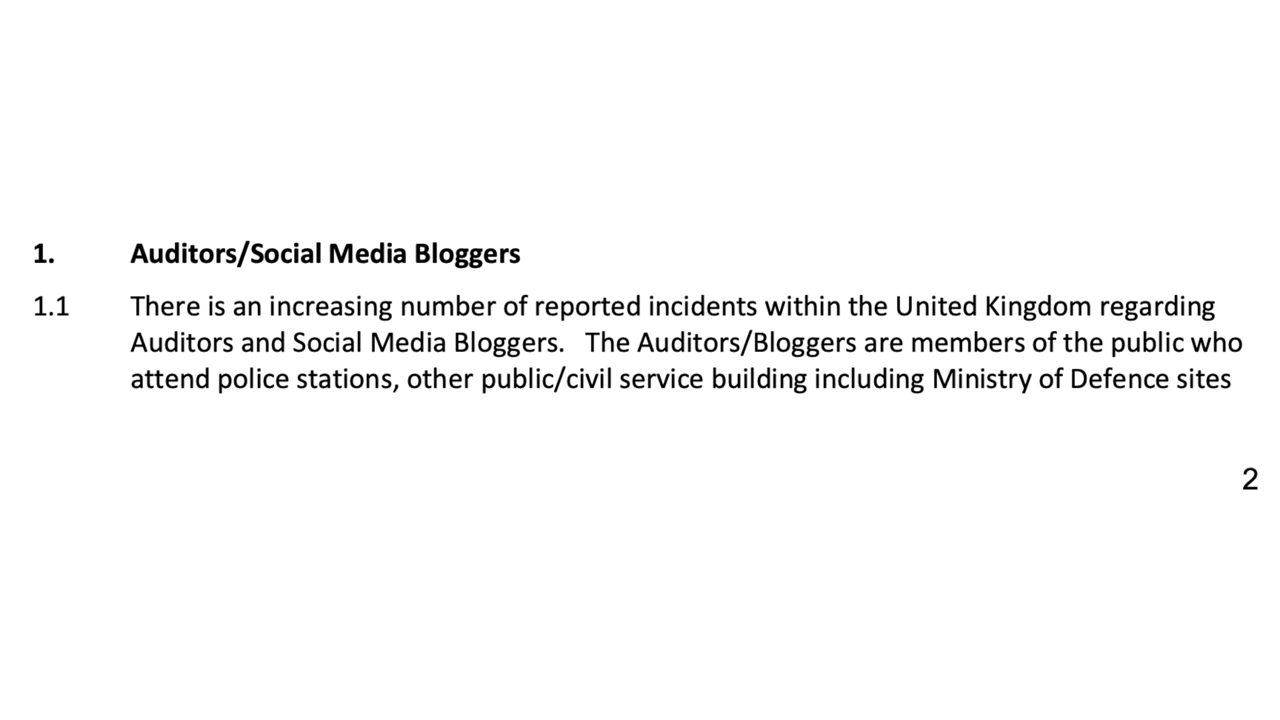 1. Auditors/Social Media Bloggers
1.1 There is an increasing number of reported incidents within the United Kingdom regarding
Auditors and Social Media Bloggers. The Auditors/Bloggers are members of the public who
attend police stations, other public/civil service building including Ministry of Defence sites
2